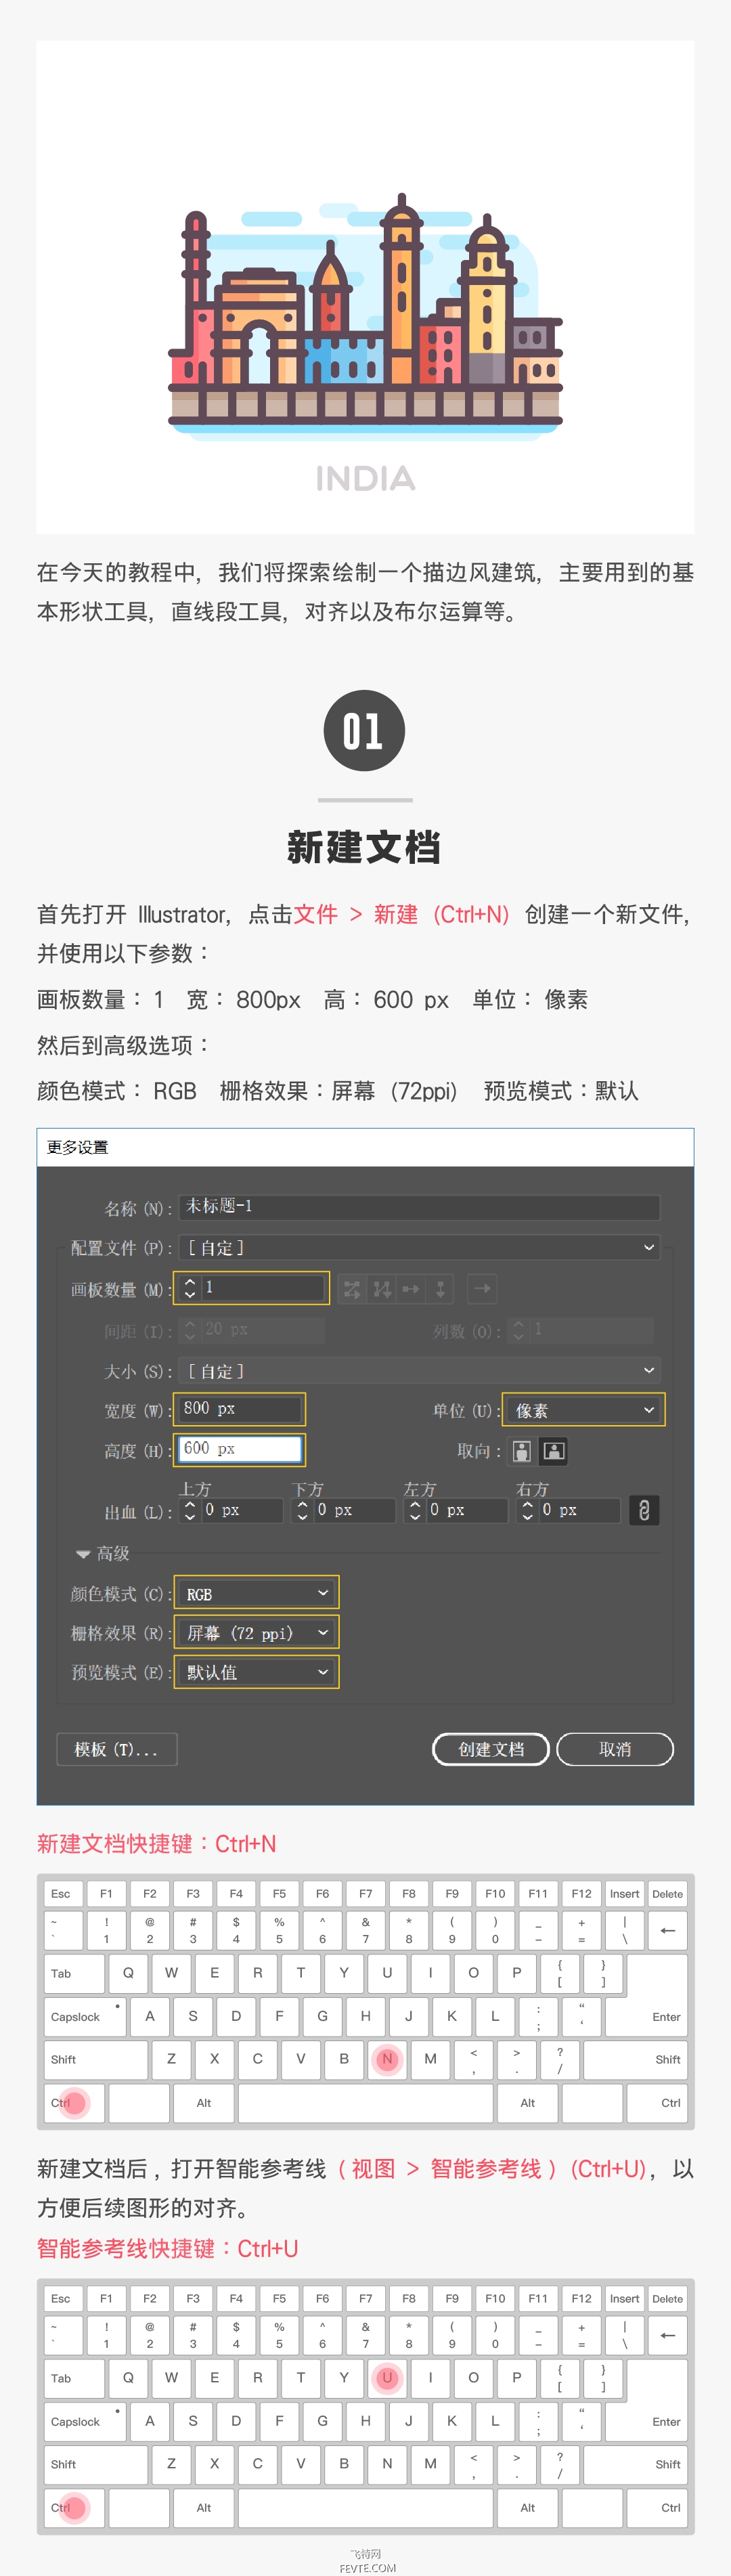 INDIA
在今天的教程中，我们将探索绘制一个描边风建筑，主要用到的基
本形状工具，直线段工具，对齐以及布尔运算等。
01
新建文档
首先打开 Illustrator，点击文件 > 新建 (Ctrl+N) 创建一个新文件，
并使用以下参数：
画板数量：1 宽：800px 高：600 px 单位：像素
然后到高级选项：
颜色模式：RGB 栅格效果：屏幕 (72ppi) 预览模式：默认
更多设置
名称 (N)： 未标题-1
配置文件 (P)： [ 自定 ]
画板数量 (M)： 1
间距 (I)： 20 px 列数 (O)： 1
大小 (S)： [ 自定 ]
宽度 (W)： 800 px 单位 (U)： 像素
高度 (H)： 600 px 取向：
上方 下方 左方 右方
出血 (L)： 0 px 0 px 0 px 0 px
高级
颜色模式 (C)： RGB
栅格效果 (R)： 屏幕 (72 ppi)
预览模式 (E)： 默认值
模板 (T)... 创建文档 取消
新建文档快捷键：Ctrl+N
Esc F1 F2 F3 F4 F5 F6 F7 F8 F9 F10 F11 F12 Insert Delete
~ ! @ # $ % ^ & * ( ) _ + |
` 1 2 3 4 5 6 7 8 9 0 – = \ ←
Tab Q W E R T Y U I O P { [ } ]
Capslock A S D F G H J K L : ; “ ‘ Enter
Shift Z X C V B N M < , > . ? / Shift
Ctrl Alt Alt Ctrl
新建文档后，打开智能参考线（视图 > 智能参考线）(Ctrl+U)，以
方便后续图形的对齐。
智能参考线快捷键：Ctrl+U
Esc F1 F2 F3 F4 F5 F6 F7 F8 F9 F10 F11 F12 Insert Delete
~ ! @ # $ % ^ & * ( ) _ + |
` 1 2 3 4 5 6 7 8 9 0 – = \ ←
Tab Q W E R T Y U I O P { [ } ]
Capslock A S D F G H J K L : ; “ ‘ Enter
Shift Z X C V B N M < , > . ? / Shift
Ctrl Alt Alt Ctrl
飞特网
FEVTE.COM